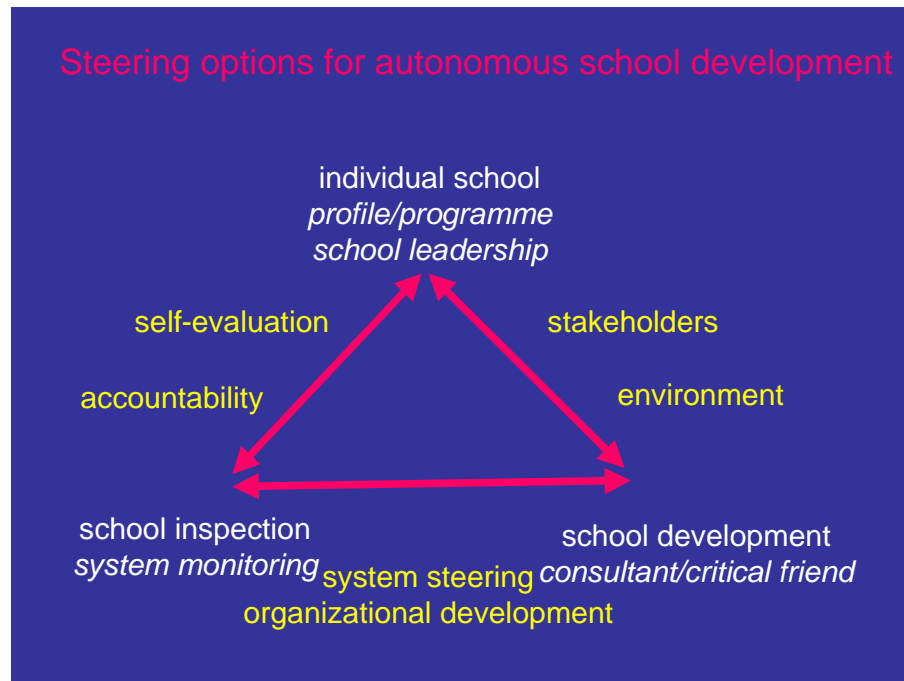 Steering options for autonomous school development
individual school
profile/programme
school leadership
self-evaluation
stakeholders
accountability
environment
school inspection
system monitoring
school development
consultant/critical friend
system steering
organizational development